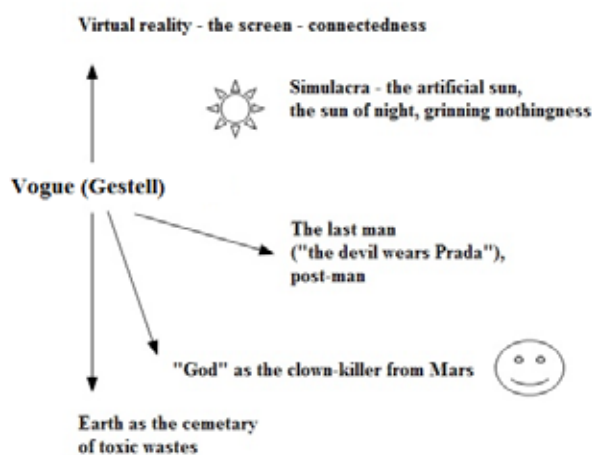 Virtual reality - the screen - connectedness
Simulacra - the artificial sun,
the sun of night, grinning nothingness
Vogue (Gestell)
The last man
("the devil wears Prada"),
post-man
"God" as the clown-killer from Mars
Earth as the cemetary
of toxic wastes